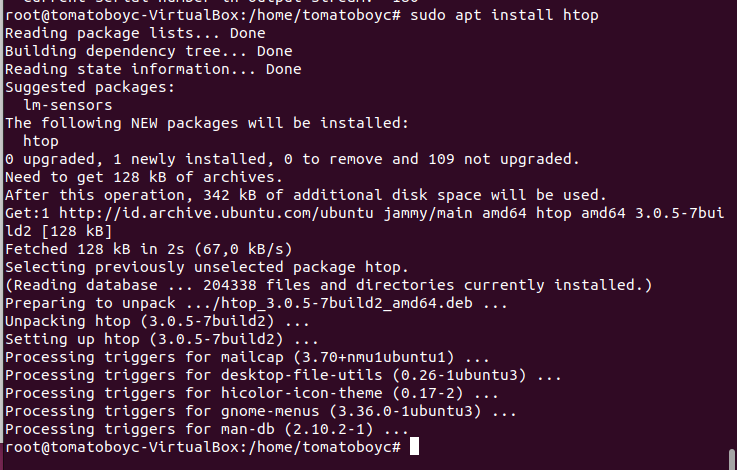 root@tomatoboyc-VirtualBox:/home/tomatoboyc# sudo apt install htop
Reading package lists... Done
Building dependency tree... Done
Reading state information... Done
Suggested packages:
  lm-sensors
The following NEW packages will be installed:
  htop
0 upgraded, 1 newly installed, 0 to remove and 109 not upgraded.
Need to get 128 kB of archives.
After this operation, 342 kB of additional disk space will be used.
Get:1 http://id.archive.ubuntu.com/ubuntu jammy/main amd64 htop amd64 3.0.5-7bui
ld2 [128 kB]
Fetched 128 kB in 2s (67,0 kB/s)
Selecting previously unselected package htop.
(Reading database ... 204338 files and directories currently installed.)
Preparing to unpack .../htop_3.0.5-7build2_amd64.deb ...
Unpacking htop (3.0.5-7build2) ...
Setting up htop (3.0.5-7build2) ...
Processing triggers for mailcap (3.70+nmu1ubuntu1) ...
Processing triggers for desktop-file-utils (0.26-1ubuntu3) ...
Processing triggers for hicolor-icon-theme (0.17-2) ...
Processing triggers for gnome-menus (3.36.0-1ubuntu3) ...
Processing triggers for man-db (2.10.2-1) ...
root@tomatoboyc-VirtualBox:/home/tomatoboyc#